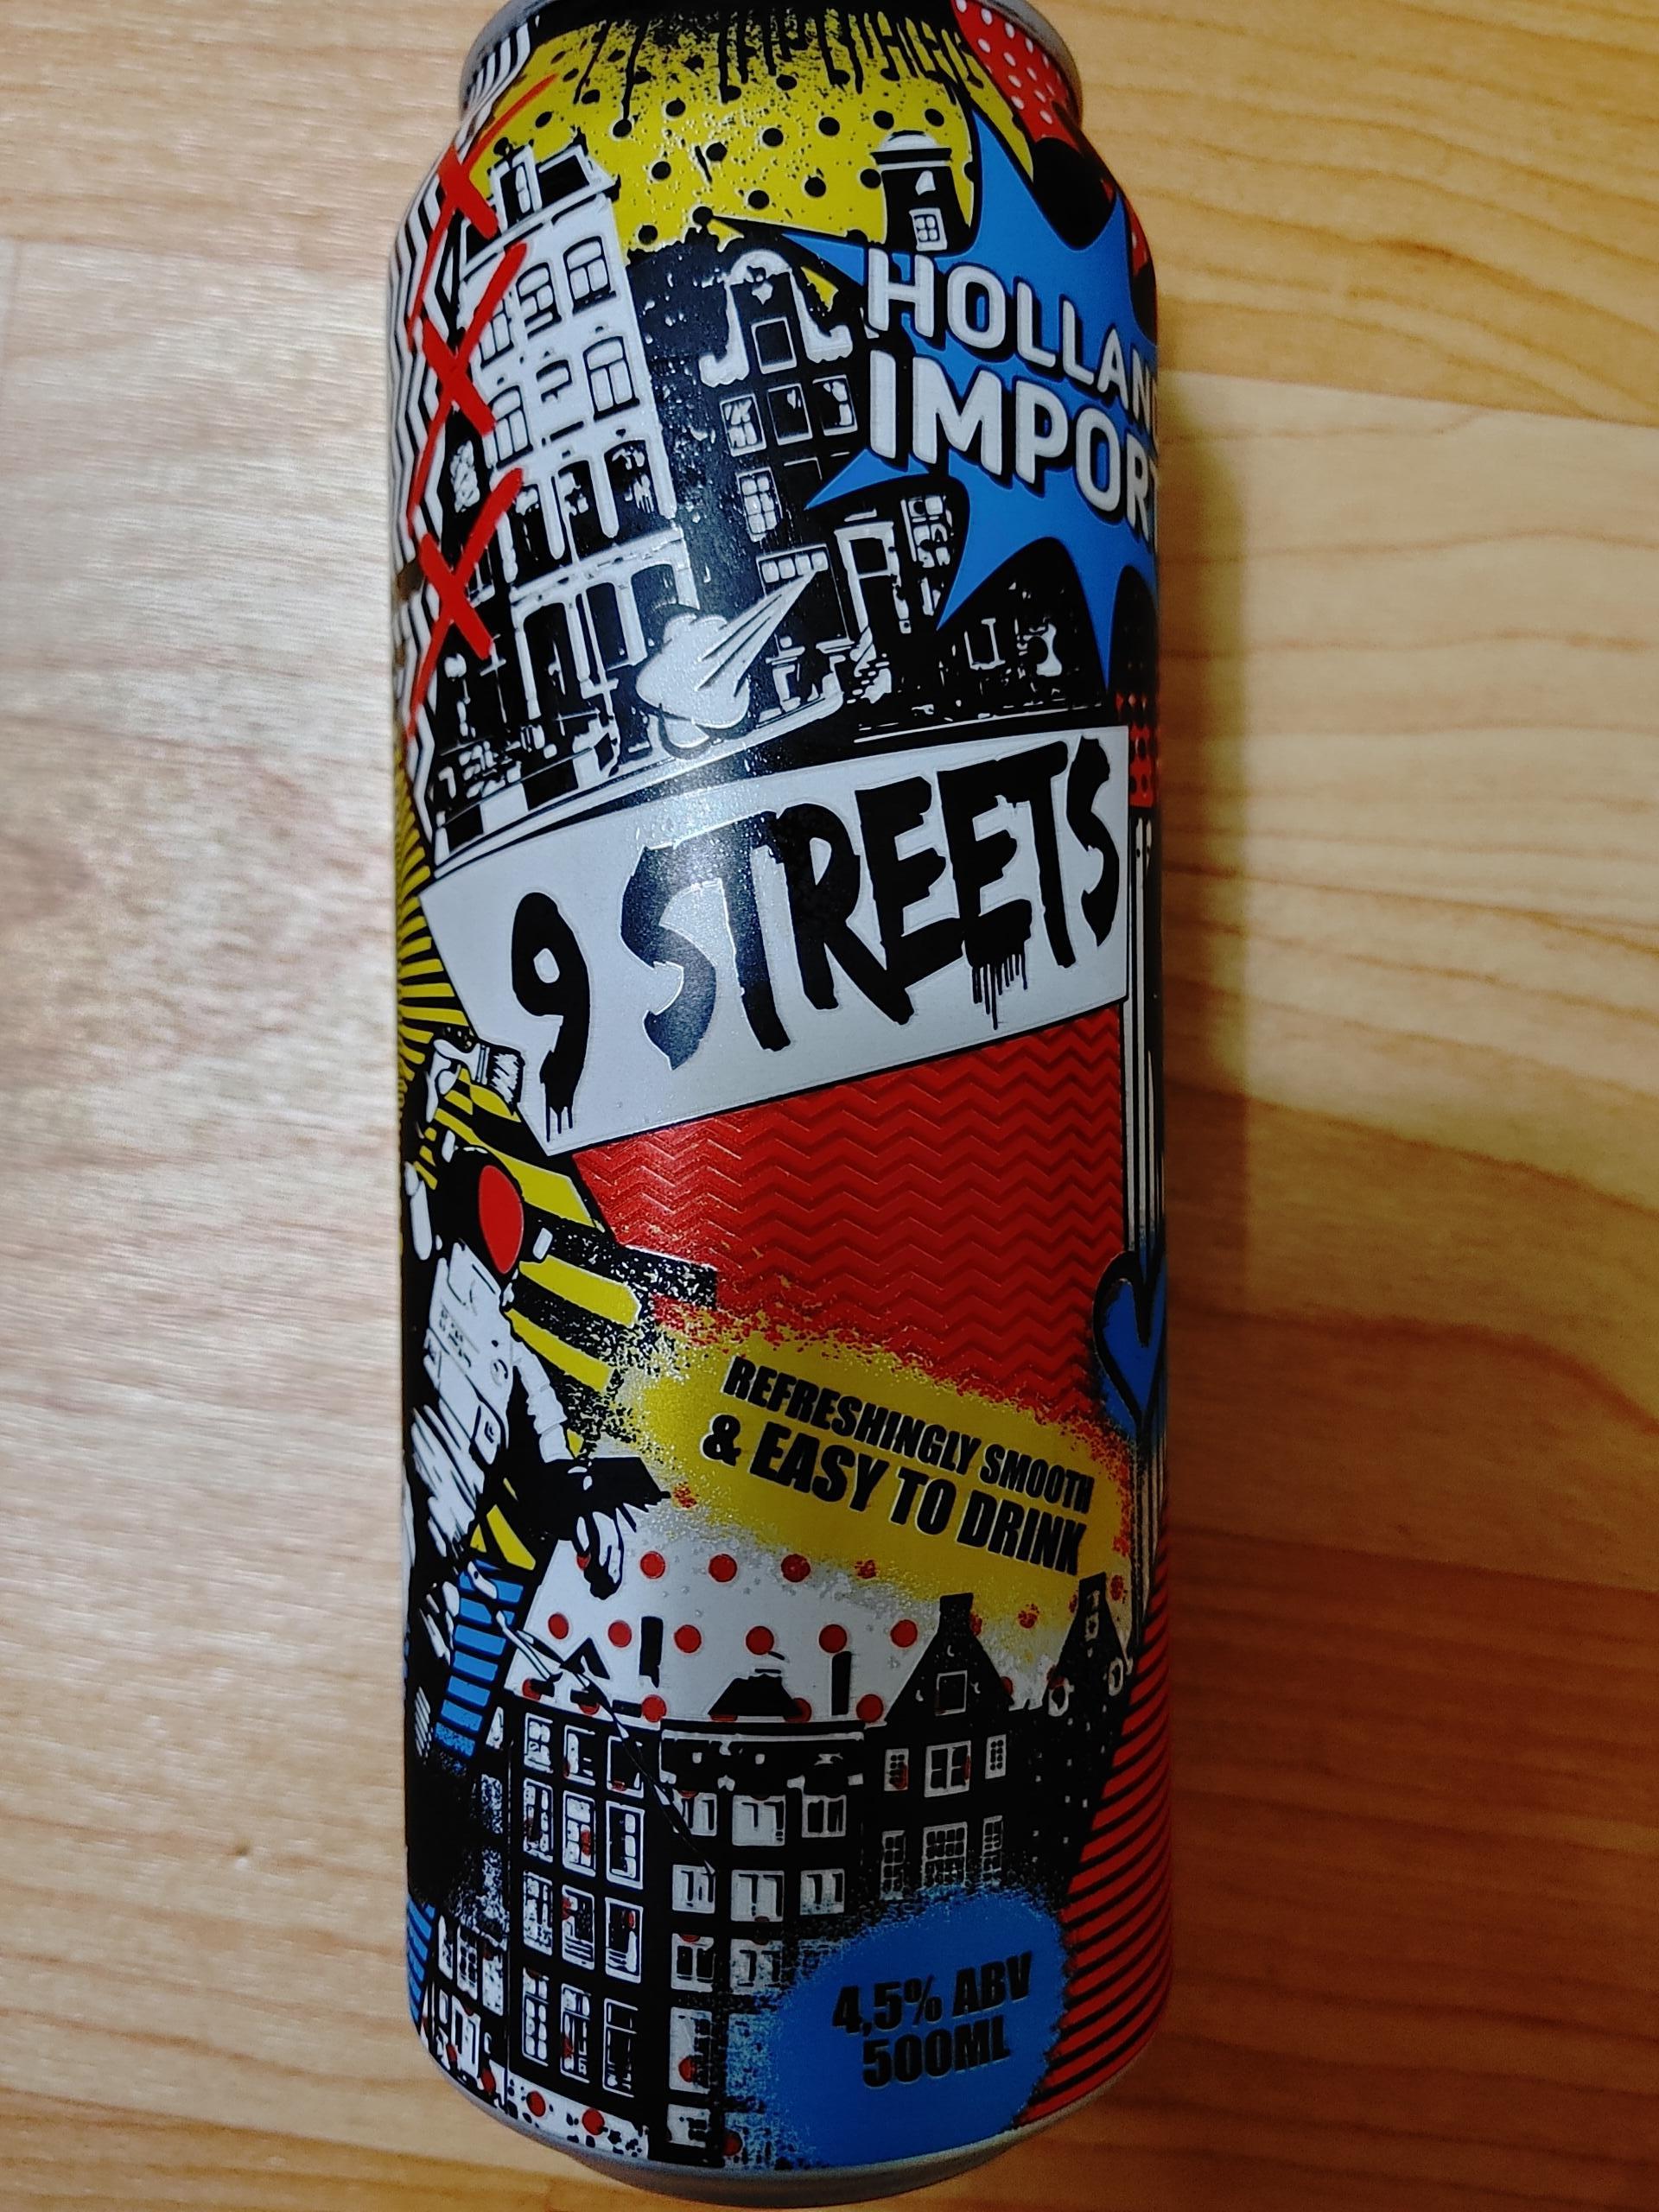 HOLLAND
IMPORT
9 STREETS
REFRESHINGLY SMOOTH
& EASY TO DRINK
4,5% ABV
500ML